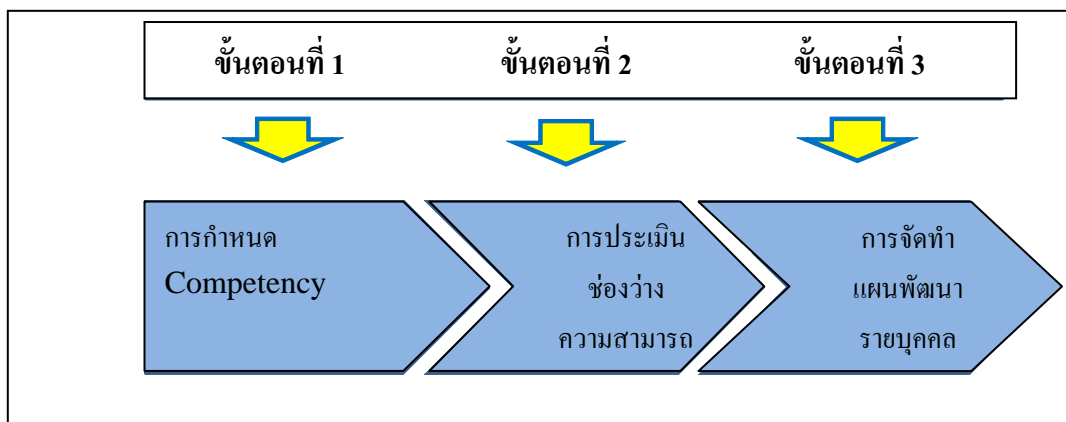 ขั้นตอนที่ 1 ขั้นตอนที่ 2 ขั้นตอนที่ 3
การกำหนด
Competency
การประเมิน
ช่องว่าง
ความสามารถ
การจัดทำ
แผนพัฒนา
รายบุคคล